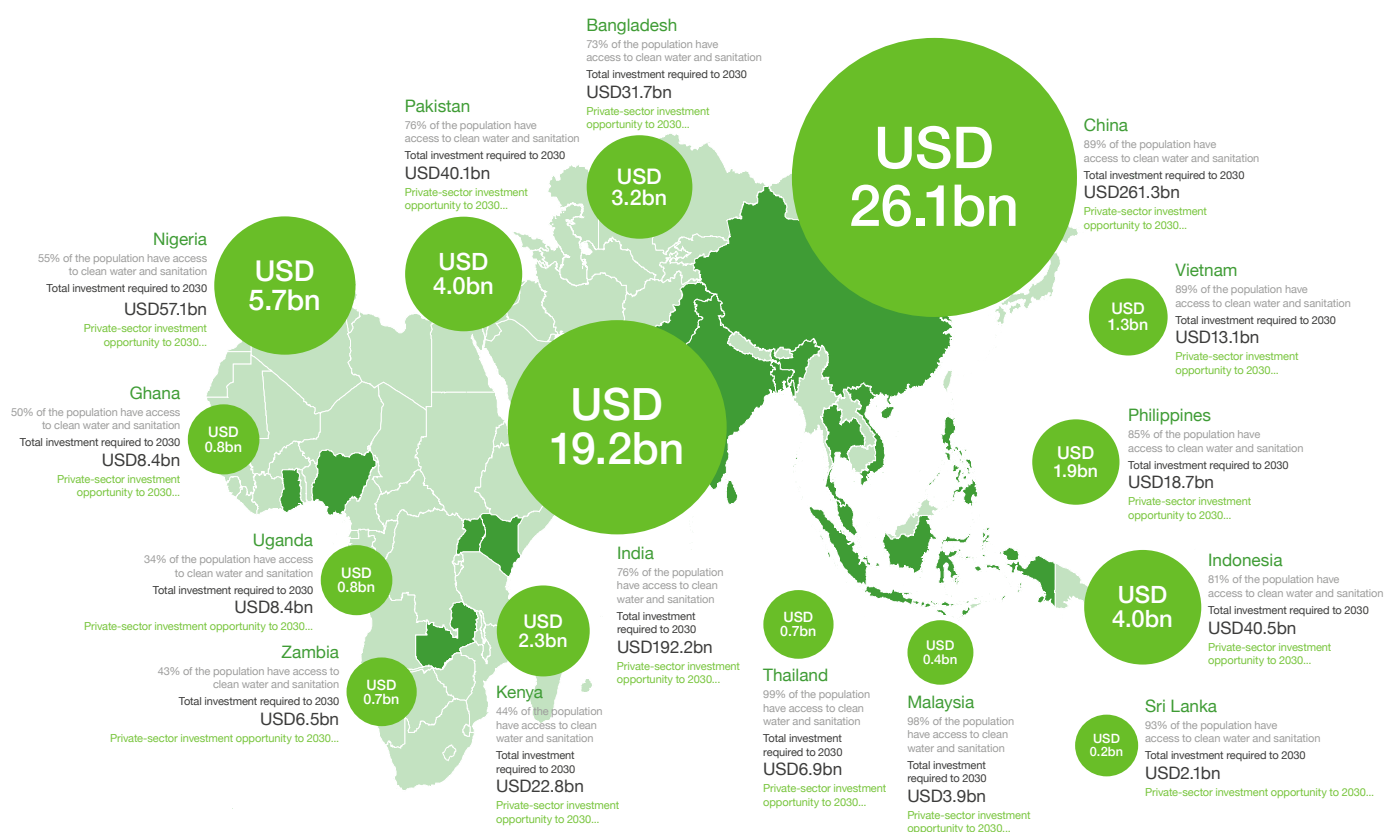 Bangladesh
73% of the population have
access to clean water and sanitation
Total investment required to 2030
USD31.7bn
Private-sector investment
opportunity to 2030...
USD
3.2bn
Pakistan
76% of the population have
access to clean water and sanitation
Total investment required to 2030
USD40.1bn
Private-sector investment
opportunity to 2030...
USD
4.0bn
China
89% of the population have
access to clean water and sanitation
Total investment required to 2030
USD261.3bn
Private-sector investment
opportunity to 2030...
USD
26.1bn
Nigeria
55% of the population have access
to clean water and sanitation
Total investment required to 2030
USD57.1bn
Private-sector investment
opportunity to 2030...
USD
5.7bn
Vietnam
89% of the population have
access to clean water and sanitation
Total investment required to 2030
USD13.1bn
Private-sector investment
opportunity to 2030...
USD
1.3bn
Ghana
50% of the population have access
to clean water and sanitation
Total investment required to 2030
USD8.4bn
Private-sector investment
opportunity to 2030...
USD
0.8bn
Philippines
85% of the population have
access to clean water and sanitation
Total investment required to 2030
USD18.7bn
Private-sector investment
opportunity to 2030...
USD
1.9bn
Uganda
34% of the population have access
to clean water and sanitation
Total investment required to 2030
USD8.4bn
Private-sector investment opportunity to 2030...
USD
0.8bn
India
76% of the population
have access to clean
water and sanitation
Total investment
required to 2030
USD192.2bn
Private-sector investment
opportunity to 2030...
USD
19.2bn
Indonesia
81% of the population have
access to clean water and sanitation
Total investment required to 2030
USD40.5bn
Private-sector investment
opportunity to 2030...
USD
4.0bn
Zambia
43% of the population have access to
clean water and sanitation
Total investment required to 2030
USD6.5bn
Private-sector investment opportunity to 2030...
USD
0.7bn
Kenya
44% of the population
have access to clean
water and sanitation
Total investment
required to 2030
USD22.8bn
Private-sector investment
opportunity to 2030...
USD
2.3bn
Thailand
99% of the population
have access to clean
water and sanitation
Total investment
required to 2030
USD6.9bn
Private-sector investment
opportunity to 2030...
USD
0.7bn
Malaysia
98% of the population
have access to clean
water and sanitation
Total investment
required to 2030
USD3.9bn
Private-sector investment
opportunity to 2030...
USD
0.4bn
Sri Lanka
93% of the population have
access to clean water and sanitation
Total investment required to 2030
USD2.1bn
Private-sector investment opportunity to 2030...
USD
0.2bn